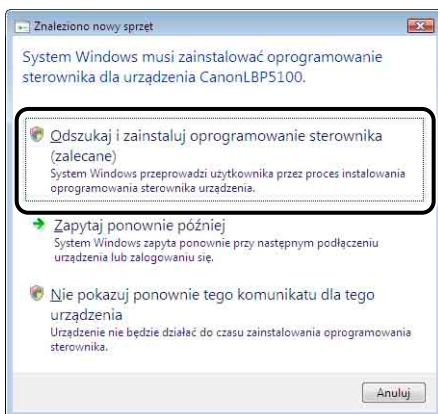 Znaleziono nowy sprzęt
System Windows musi zainstalować oprogramowanie
sterownika dla urządzenia CanonLBP5100.
Odszukaj i zainstaluj oprogramowanie sterownika
(zalecane)
System Windows przeprowadzi użytkownika przez proces instalowania
oprogramowania sterownika urządzenia.
Zapytaj ponownie później
System Windows zapyta ponownie przy następnym podłączeniu
urządzenia lub zalogowaniu się.
Nie pokazuj ponownie tego komunikatu dla tego
urządzenia
Urządzenie nie będzie działać do czasu zainstalowania oprogramowania
sterownika.
Anuluj